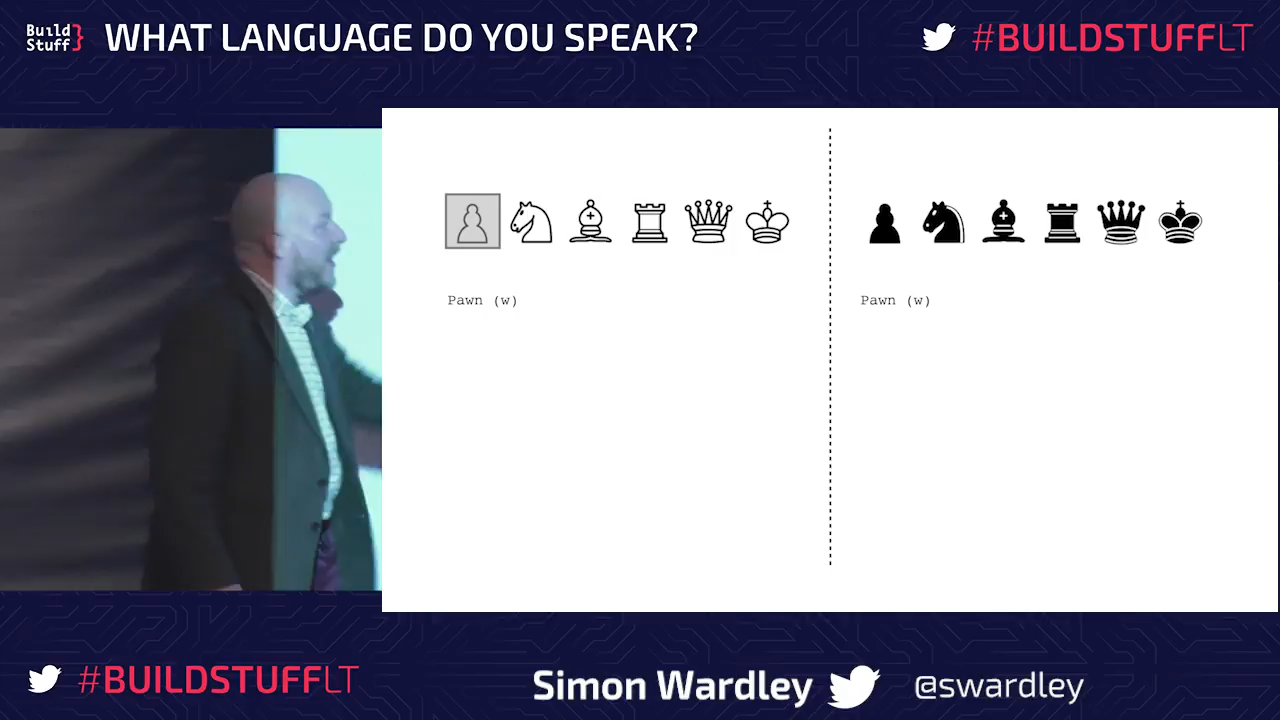 Build
Stuff}
WHAT LANGUAGE DO YOU SPEAK?
#BUILDSTUFFLT
Pawn (w)
Pawn (w)
#BUILDSTUFFLT
Simon Wardley
@swardley